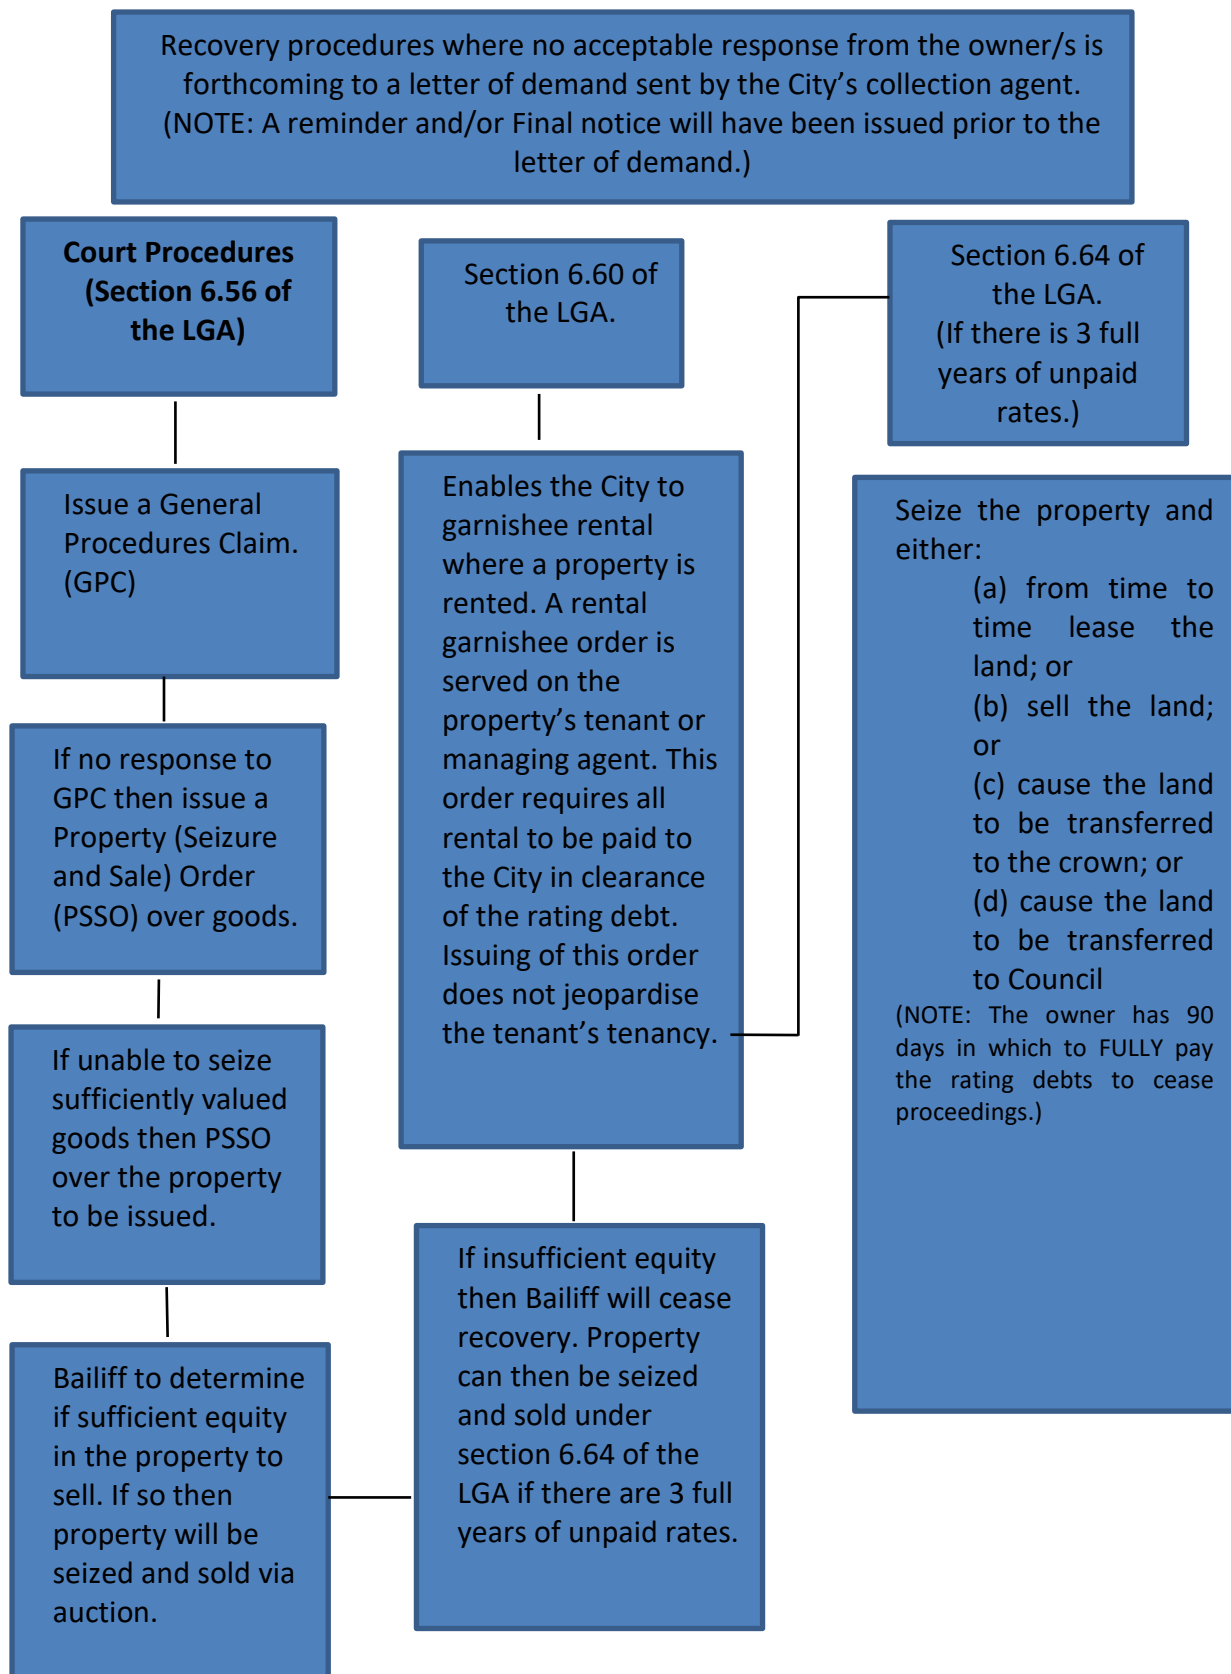 Recovery procedures where no acceptable response from the owner/s is
forthcoming to a letter of demand sent by the City’s collection agent.
(NOTE: A reminder and/or Final notice will have been issued prior to the
letter of demand.)
Court Procedures
(Section 6.56 of
the LGA)
Issue a General
Procedures Claim.
(GPC)
If no response to
GPC then issue a
Property (Seizure
and Sale) Order
(PSSO) over goods.
If unable to seize
sufficiently valued
goods then PSSO
over the property
to be issued.
Bailiff to determine
if sufficient equity
in the property to
sell. If so then
property will be
seized and sold via
auction.
Section 6.60 of
the LGA.
Enables the City to
garnishee rental
where a property is
rented. A rental
garnishee order is
served on the
property’s tenant or
managing agent. This
order requires all
rental to be paid to
the City in clearance
of the rating debt.
Issuing of this order
does not jeopardise
the tenant’s tenancy.
If insufficient equity
then Bailiff will cease
recovery. Property
can then be seized
and sold under
section 6.64 of the
LGA if there are 3 full
years of unpaid rates.
Section 6.64 of
the LGA.
(If there is 3 full
years of unpaid
rates.)
Seize the property and
either:
(a) from time to
time lease the
land; or
(b) sell the land;
or
(c) cause the land
to be transferred
to the crown; or
(d) cause the land
to be transferred
to Council
(NOTE: The owner has 90
days in which to FULLY pay
the rating debts to cease
proceedings.)